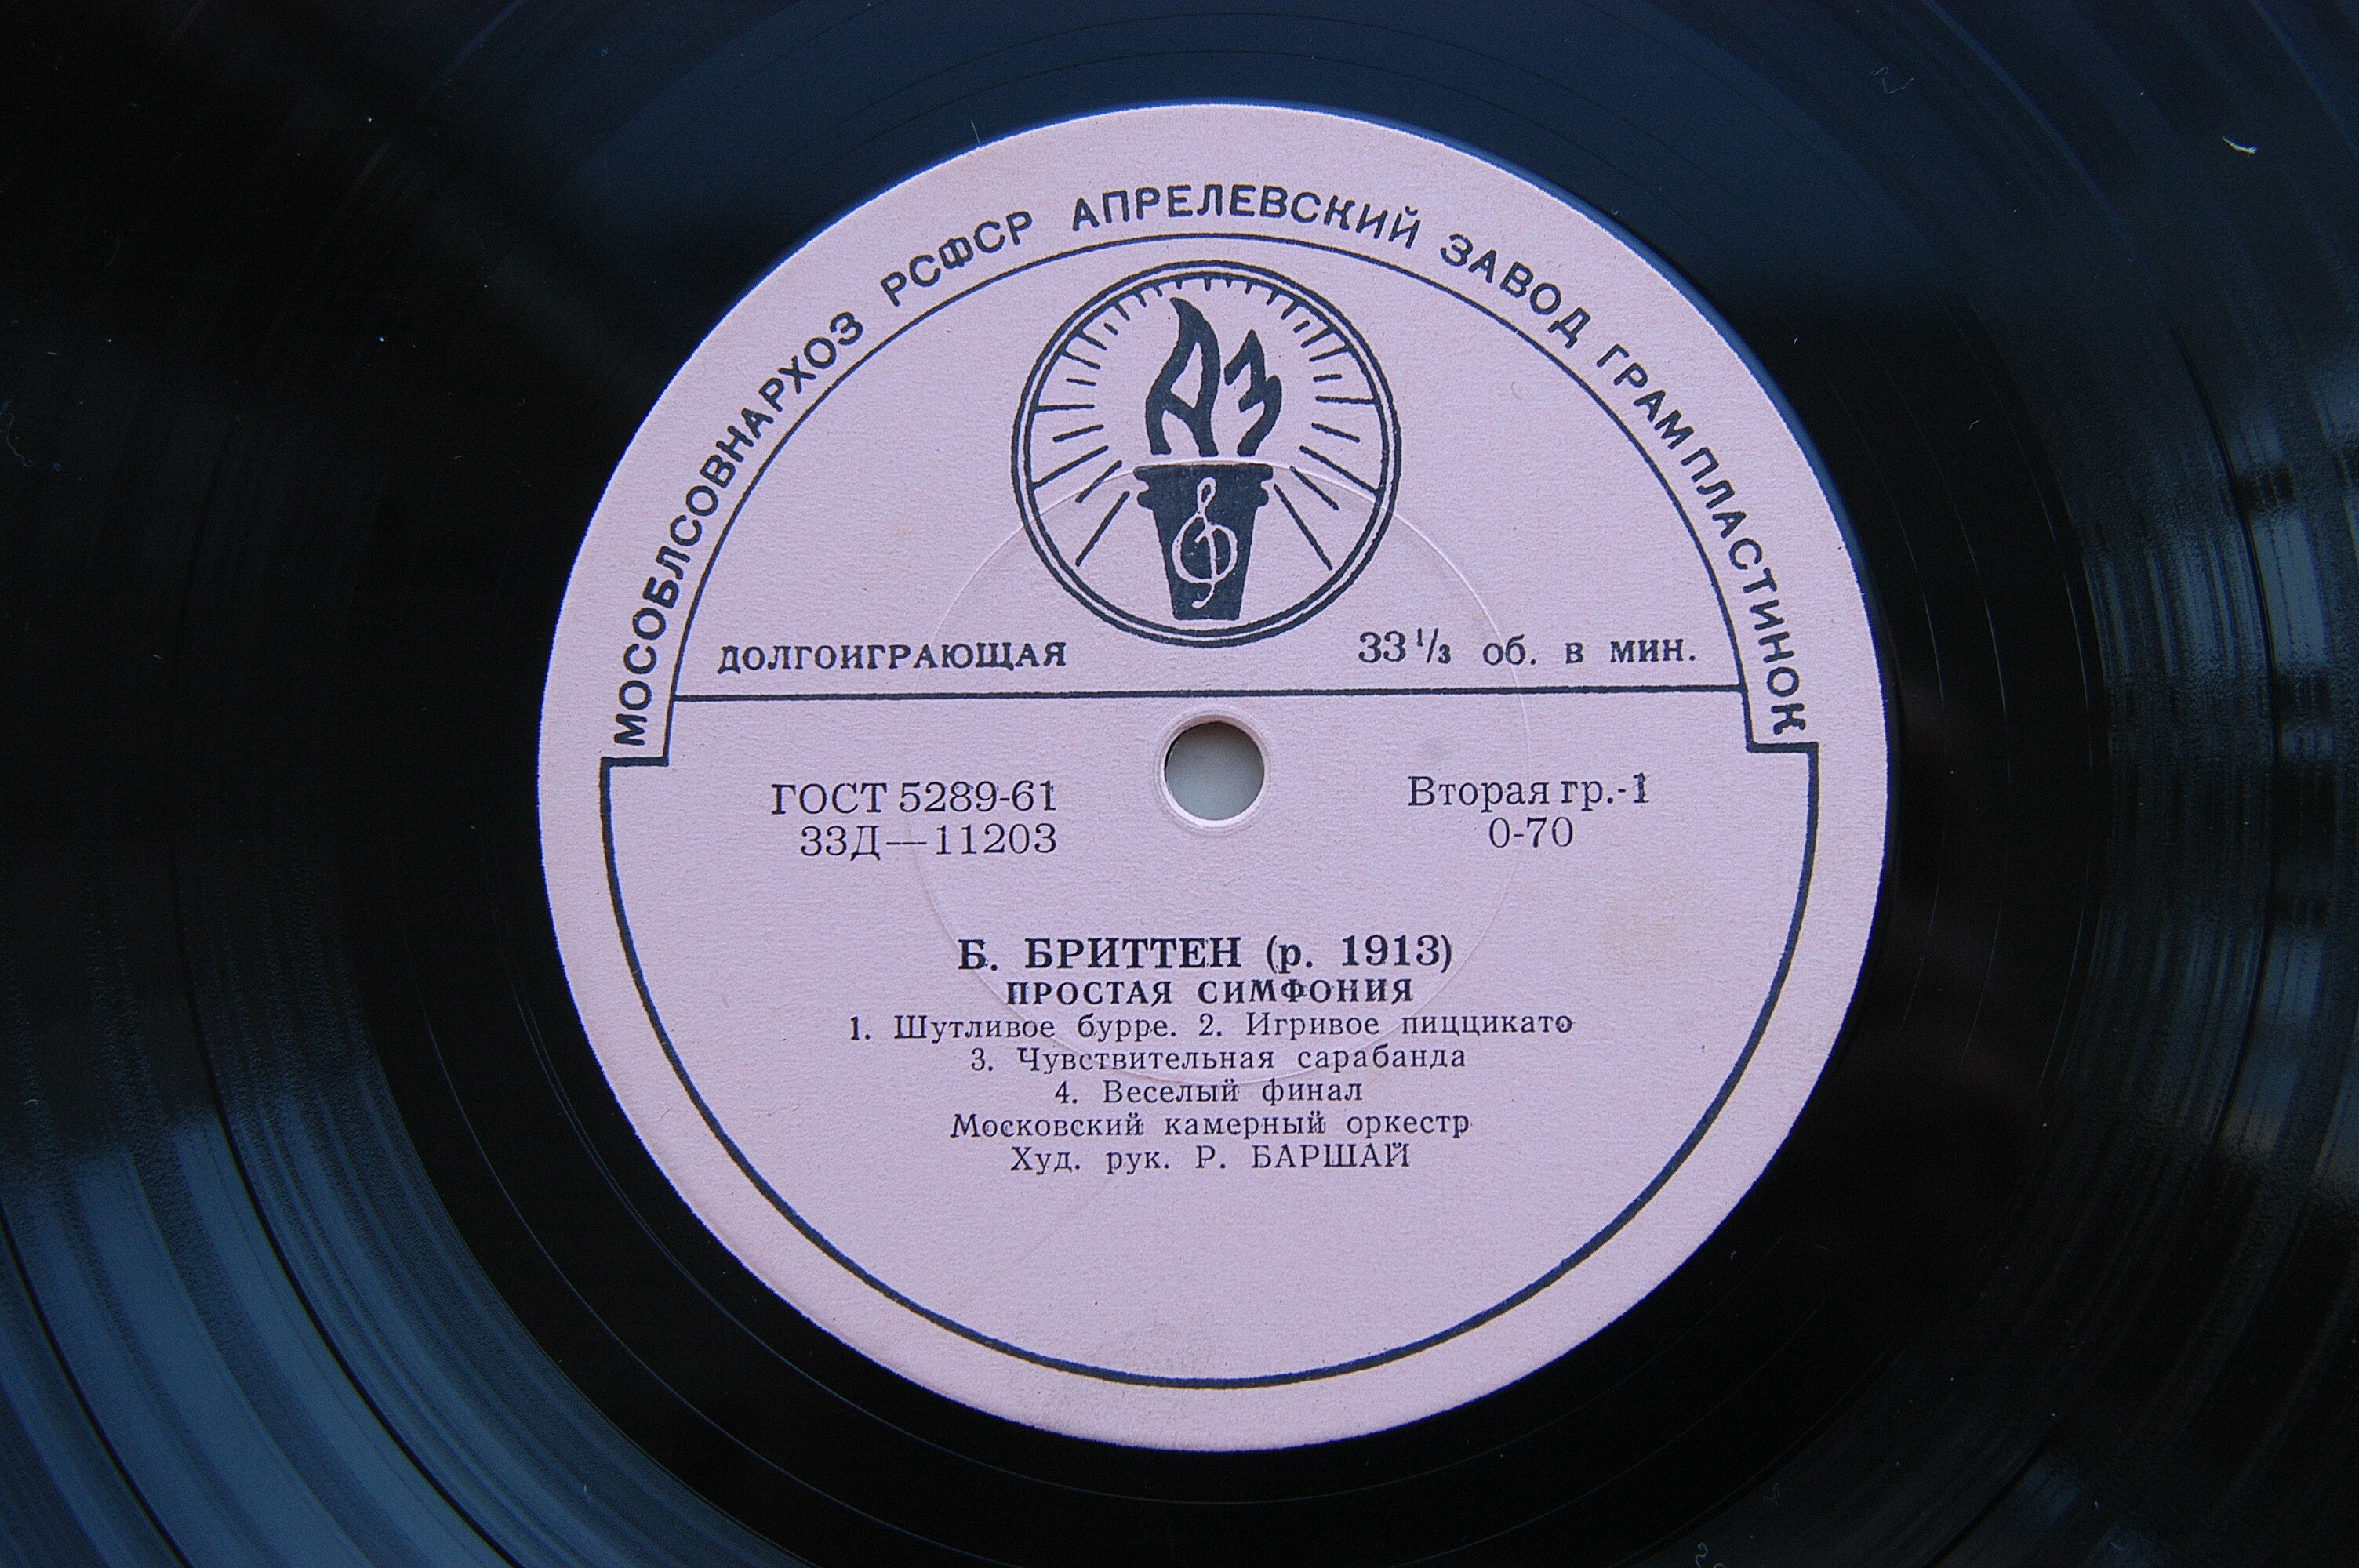 МОСОБЛСОВНАРХОЗ РСФСР АПРЕЛЕВСКИЙ ЗАВОД ГРАМПЛАСТИНОК
АЗ
ДОЛГОИГРАЮЩАЯ 33 1/3 об. в мин.
ГОСТ 5289-61 Вторая гр.-1
33Д—11203 0-70
Б. БРИТТЕН (р. 1913)
ПРОСТАЯ СИМФОНИЯ
1. Шутливое бурре. 2. Игривое пиццикато
3. Чувствительная сарабанда
4. Веселый финал
Московский камерный оркестр
Худ. рук. Р. БАРШАЙ